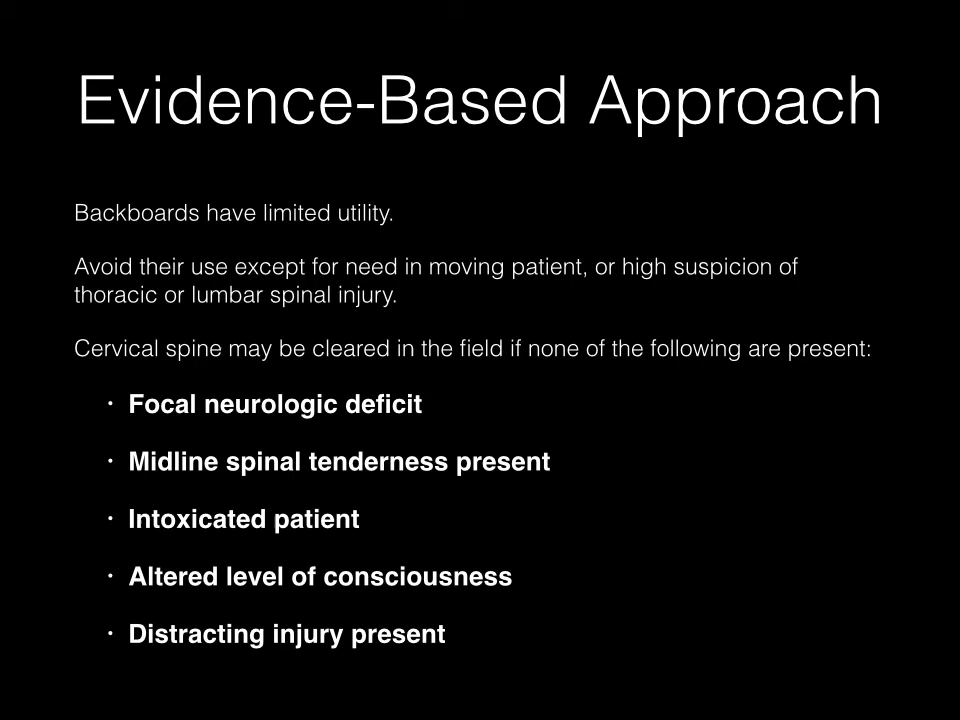 Evidence-Based Approach
Backboards have limited utility.
Avoid their use except for need in moving patient, or high suspicion of
thoracic or lumbar spinal injury.
Cervical spine may be cleared in the field if none of the following are present:
· Focal neurologic deficit
· Midline spinal tenderness present
· Intoxicated patient
· Altered level of consciousness
· Distracting injury present